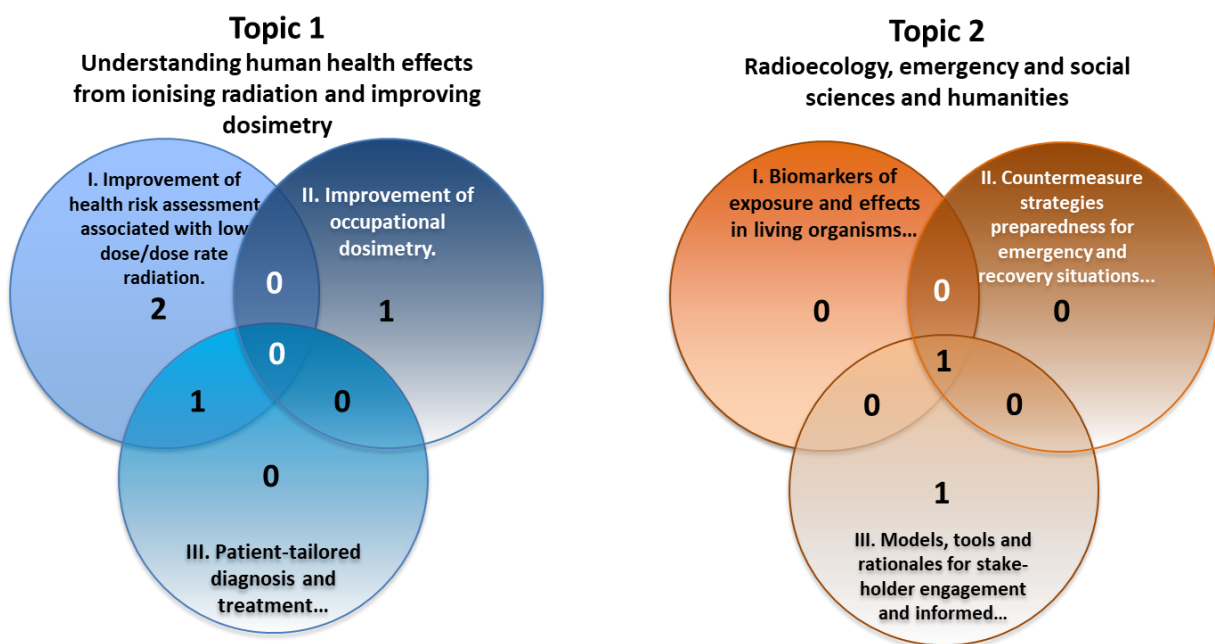 Topic 1
Understanding human health effects
from ionising radiation and improving
dosimetry
I. Improvement of
health risk assessment
associated with low
dose/dose rate
radiation.
2
II. Improvement of
occupational
dosimetry.
0
1
0
1
0
0
III. Patient-tailored
diagnosis and
treatment...
Topic 2
Radioecology, emergency and social
sciences and humanities
I. Biomarkers of
exposure and effects
in living organisms...
0
II. Countermeasure
strategies
preparedness for
emergency and
recovery situations...
0
0
1
0
0
1
III. Models, tools and
rationales for stake-
holder engagement
and informed...